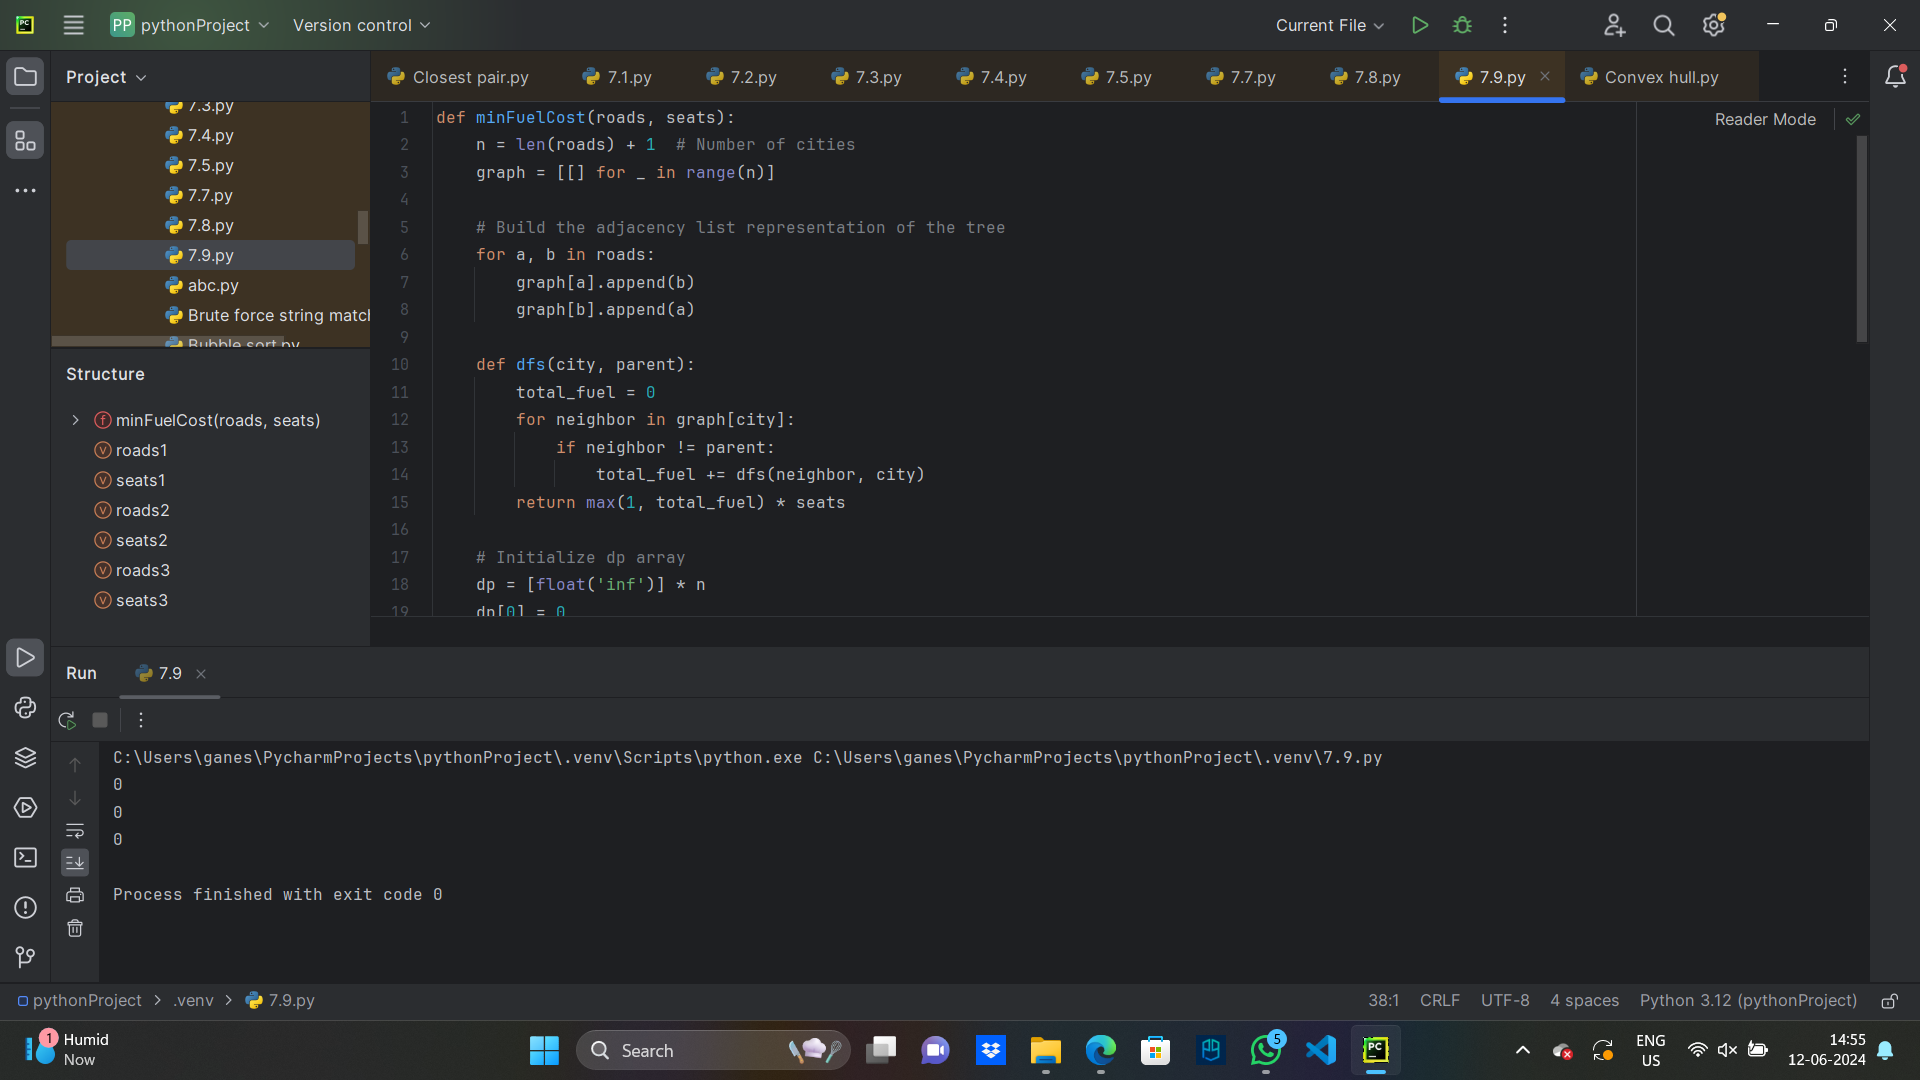 PC
PP pythonProject
Version control
Current File
Project
Closest pair.py
7.1.py
7.2.py
7.3.py
7.4.py
7.5.py
7.7.py
7.8.py
7.9.py
Convex hull.py
7.3.py
7.4.py
7.5.py
7.7.py
7.8.py
7.9.py
abc.py
Brute force string matc
Bubble sort.py
Structure
minFuelCost(roads, seats)
roads1
seats1
roads2
seats2
roads3
seats3
Reader Mode
1 def minFuelCost(roads, seats):
2 n = len(roads) + 1  # Number of cities
3 graph = [[] for _ in range(n)]
4
5 # Build the adjacency list representation of the tree
6 for a, b in roads:
7 graph[a].append(b)
8 graph[b].append(a)
9
10 def dfs(city, parent):
11 total_fuel = 0
12 for neighbor in graph[city]:
13 if neighbor != parent:
14 total_fuel += dfs(neighbor, city)
15 return max(1, total_fuel) * seats
16
17 # Initialize dp array
18 dp = [float('inf')] * n
19 dp[0] = 0
Run
7.9
C:\Users\ganes\PycharmProjects\pythonProject\.venv\Scripts\python.exe C:\Users\ganes\PycharmProjects\pythonProject\.venv\7.9.py
0
0
0
Process finished with exit code 0
pythonProject > .venv > 7.9.py
38:1 CRLF UTF-8 4 spaces Python 3.12 (pythonProject)
1
Humid
Now
Search
5
PC
ENG
US
14:55
12-06-2024